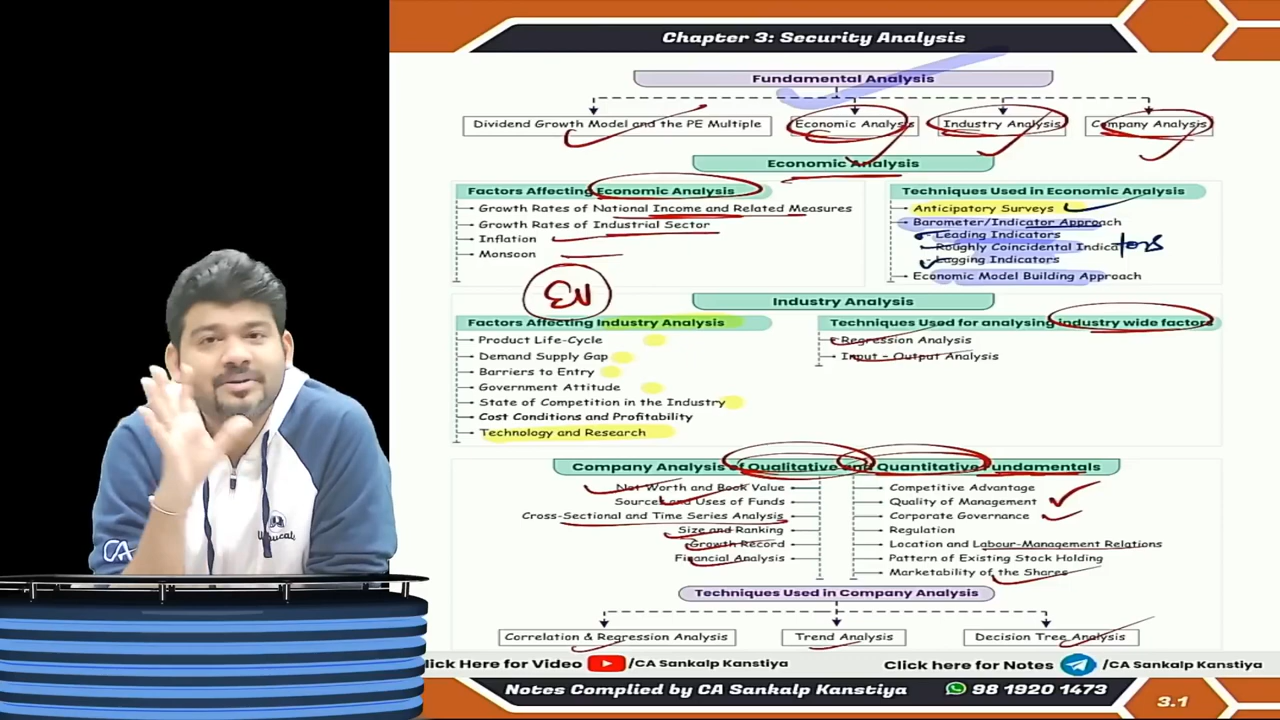 Chapter 3: Security Analysis
Fundamental Analysis
Dividend Growth Model and the PE Multiple
Economic Analysis
Industry Analysis
Company Analysis
Economic Analysis
Factors Affecting Economic Analysis
Growth Rates of National Income and Related Measures
Growth Rates of Industrial Sector
Inflation
Monsoon
Techniques Used in Economic Analysis
Anticipatory Surveys
Barometer/Indicator Approach
Leading Indicators
Roughly Coincidental Indicators
Lagging Indicators
Economic Model Building Approach
Industry Analysis
Factors Affecting Industry Analysis
Product Life-Cycle
Demand Supply Gap
Barriers to Entry
Government Attitude
State of Competition in the Industry
Cost Conditions and Profitability
Technology and Research
Techniques Used for analysing industry wide factors
Regression Analysis
Input - Output Analysis
Company Analysis of Qualitative and Quantitative Fundamentals
Net Worth and Book Value
Sources and Uses of Funds
Cross-Sectional and Time Series Analysis
Size and Ranking
Growth Record
Financial Analysis
Competitive Advantage
Quality of Management
Corporate Governance
Regulation
Location and Labour-Management Relations
Pattern of Existing Stock Holding
Marketability of the Shares
Techniques Used in Company Analysis
Correlation & Regression Analysis
Trend Analysis
Decision Tree Analysis
lick Here for Video /CA Sankalp Kanstiya
Click here for Notes /CA Sankalp Kanstiya
Notes Compiled by CA Sankalp Kanstiya 98 1920 1473
3.1
CA